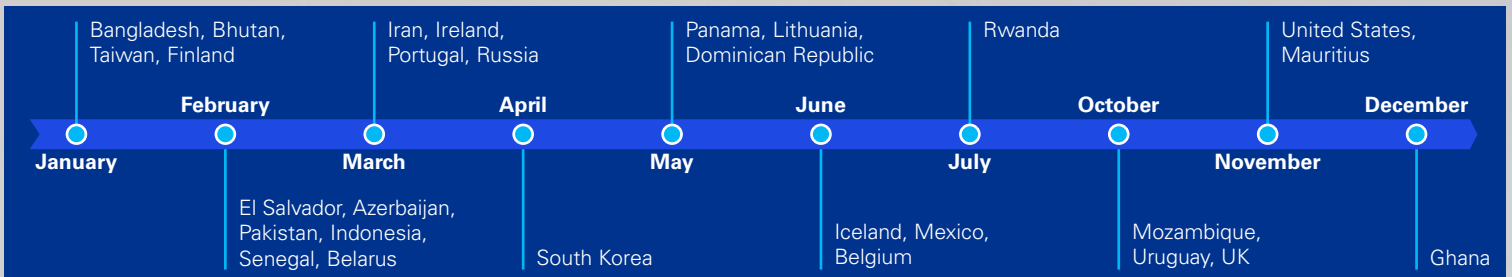 Bangladesh, Bhutan,
Taiwan, Finland
January
February
El Salvador, Azerbaijan,
Pakistan, Indonesia,
Senegal, Belarus
Iran, Ireland,
Portugal, Russia
March
April
South Korea
Panama, Lithuania,
Dominican Republic
May
June
Iceland, Mexico,
Belgium
Rwanda
July
October
Mozambique,
Uruguay, UK
United States,
Mauritius
November
December
Ghana